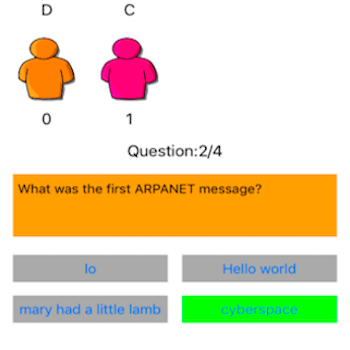 D C
0 1
Question:2/4
What was the first ARPANET message?
lo Hello world
mary had a little lamb cyberspace